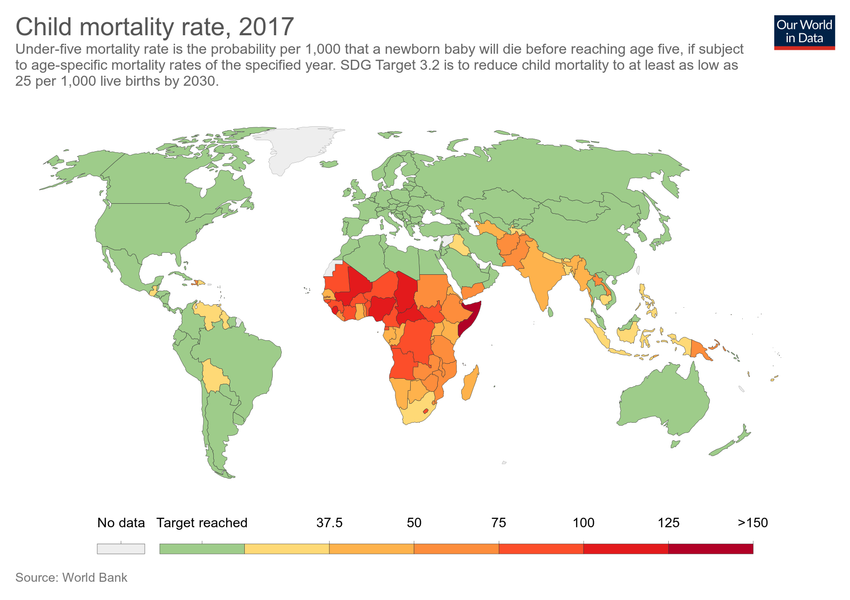 Child mortality rate, 2017
Our World
in Data
Under-five mortality rate is the probability per 1,000 that a newborn baby will die before reaching age five, if subject
to age-specific mortality rates of the specified year. SDG Target 3.2 is to reduce child mortality to at least as low as
25 per 1,000 live births by 2030.
No data Target reached 37.5 50 75 100 125 >150
Source: World Bank